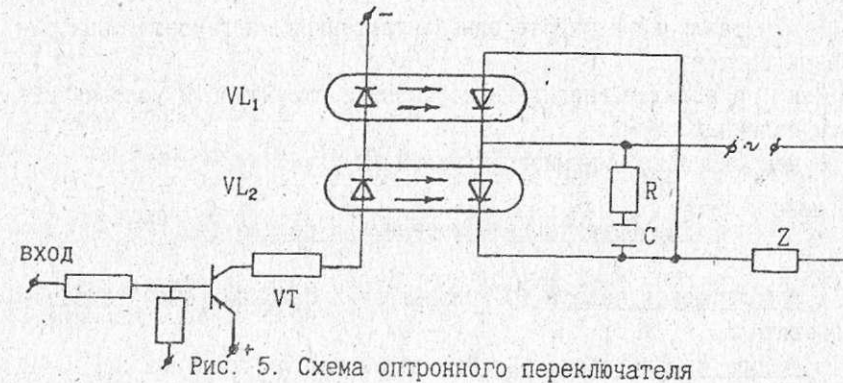 -
VL₁
~
VL₂
R
C
Z
вход
VT
+
Рис. 5. Схема оптронного переключателя